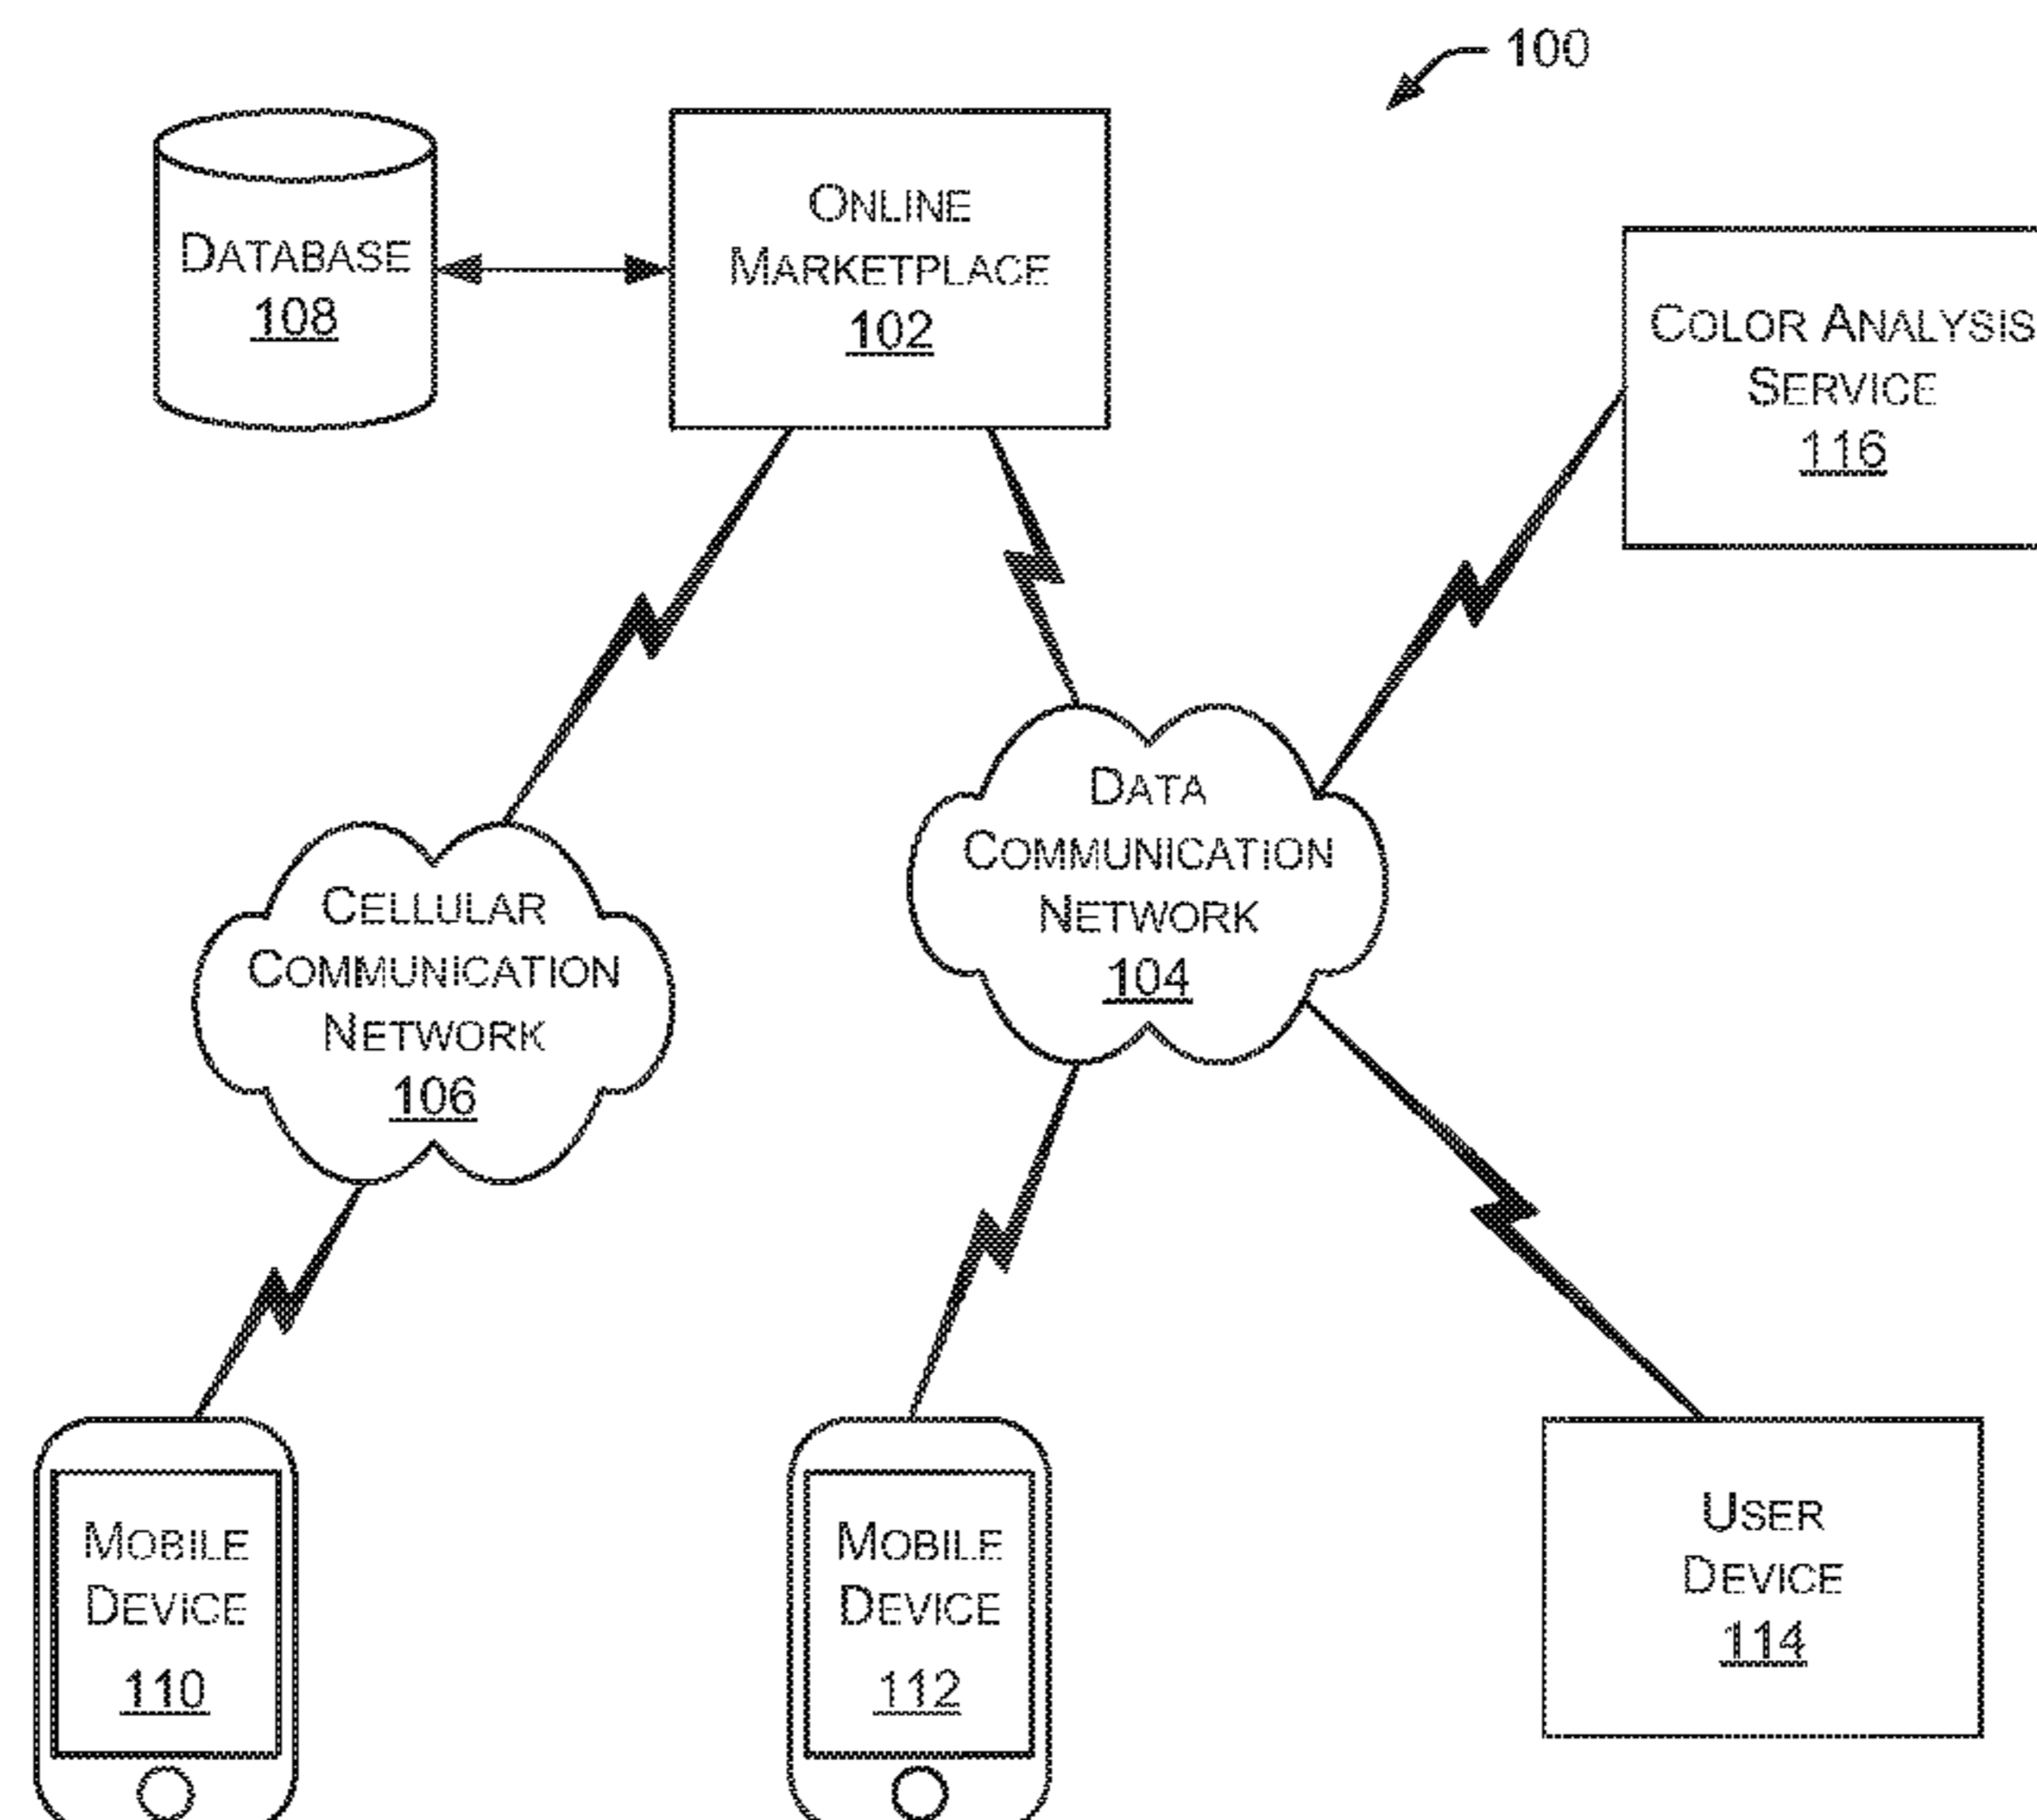 100
DATABASE
108
ONLINE
MARKETPLACE
102
COLOR ANALYSIS
SERVICE
116
CELLULAR
COMMUNICATION
NETWORK
106
DATA
COMMUNICATION
NETWORK
104
MOBILE
DEVICE
110
MOBILE
DEVICE
112
USER
DEVICE
114